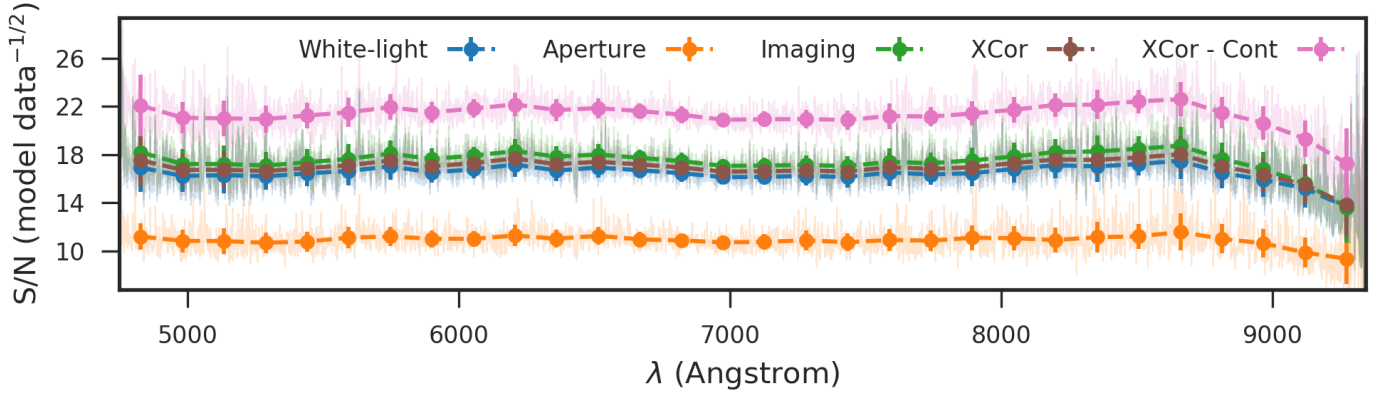 S/N (model data⁻¹/²)
26
22
18
14
10
White-light Aperture Imaging XCor XCor - Cont
5000 6000 7000 8000 9000
λ (Angstrom)